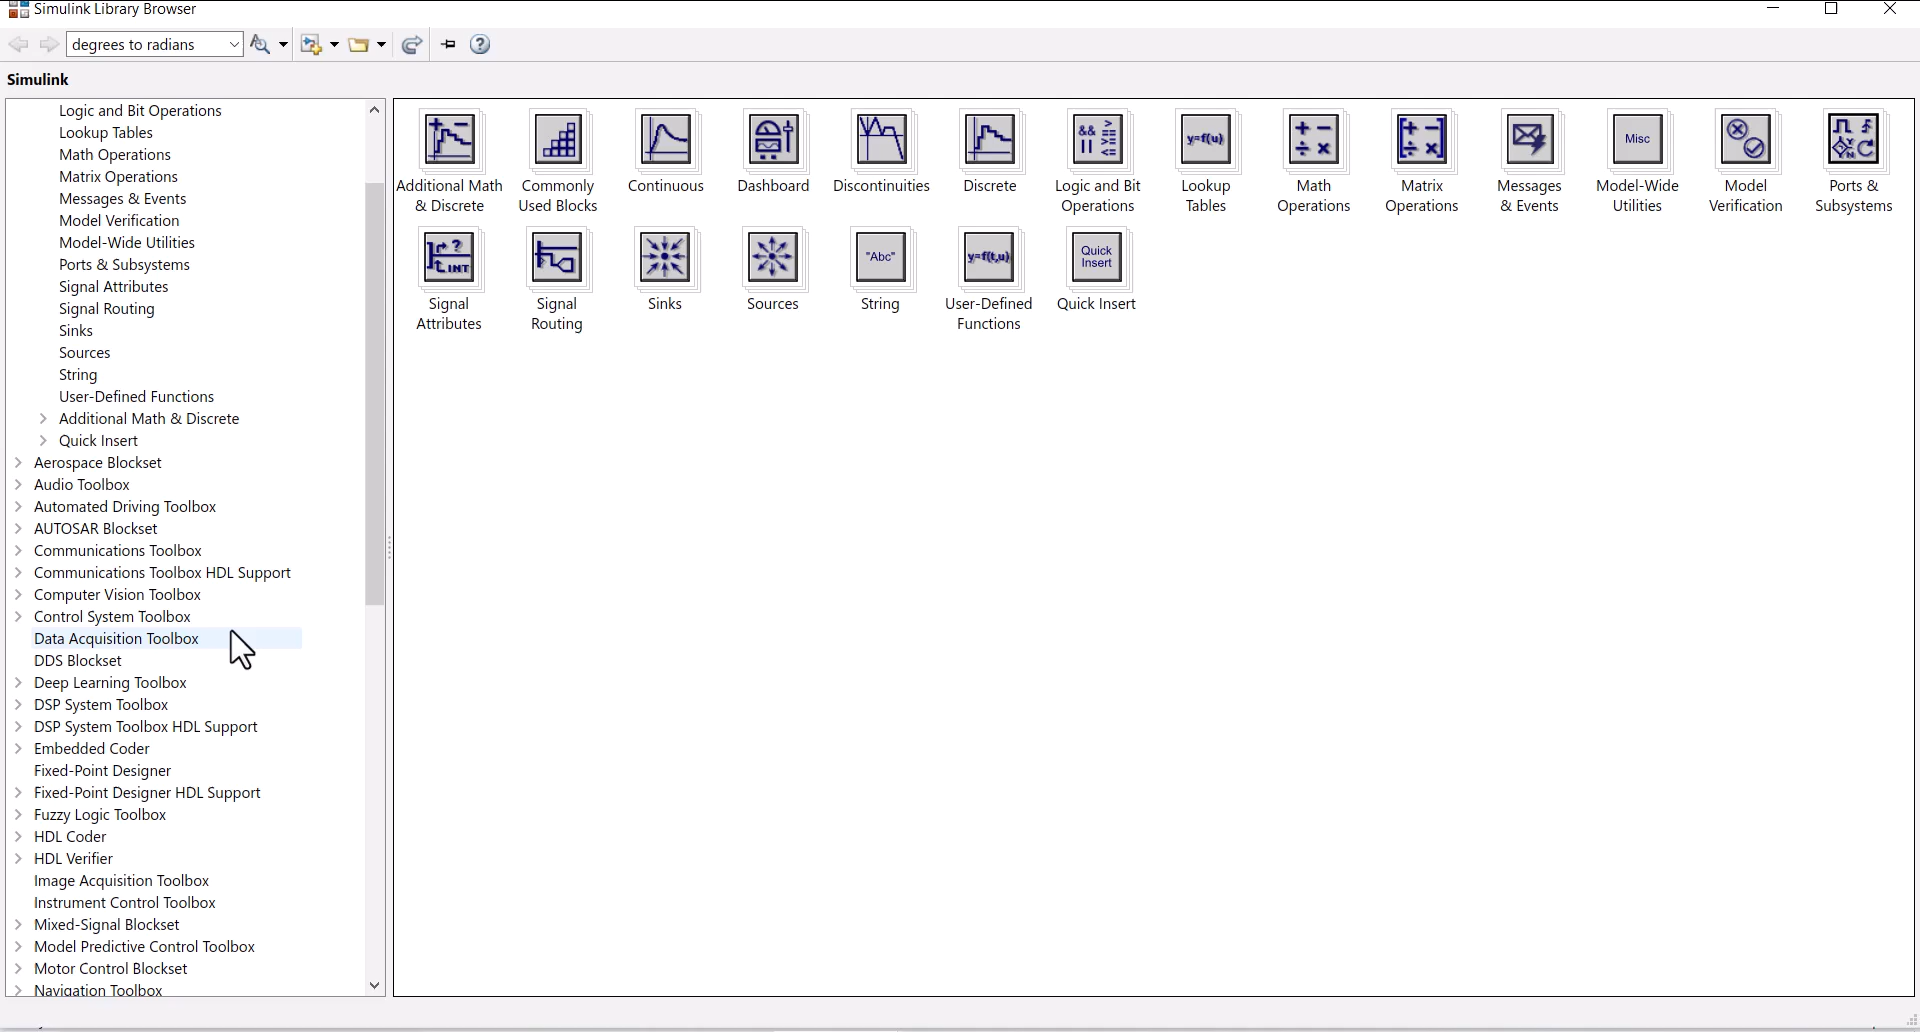 Simulink Library Browser
degrees to radians
Simulink
Logic and Bit Operations
Lookup Tables
Math Operations
Matrix Operations
Messages & Events
Model Verification
Model-Wide Utilities
Ports & Subsystems
Signal Attributes
Signal Routing
Sinks
Sources
String
User-Defined Functions
Additional Math & Discrete
Quick Insert
Aerospace Blockset
Audio Toolbox
Automated Driving Toolbox
AUTOSAR Blockset
Communications Toolbox
Communications Toolbox HDL Support
Computer Vision Toolbox
Control System Toolbox
Data Acquisition Toolbox
DDS Blockset
Deep Learning Toolbox
DSP System Toolbox
DSP System Toolbox HDL Support
Embedded Coder
Fixed-Point Designer
Fixed-Point Designer HDL Support
Fuzzy Logic Toolbox
HDL Coder
HDL Verifier
Image Acquisition Toolbox
Instrument Control Toolbox
Mixed-Signal Blockset
Model Predictive Control Toolbox
Motor Control Blockset
Navigation Toolbox
Additional Math
& Discrete
Commonly
Used Blocks
Continuous
Dashboard
Discontinuities
Discrete
&& >
|| ==
<=
Logic and Bit
Operations
y=f(u)
Lookup
Tables
+ −
÷ ×
Math
Operations
[+ −]
[÷ ×]
Matrix
Operations
Messages
& Events
Misc
Model-Wide
Utilities
Model
Verification
Y
N
Ports &
Subsystems
?
INT
Signal
Attributes
Signal
Routing
Sinks
Sources
"Abc"
String
y=f(t,u)
User-Defined
Functions
Quick
Insert
Quick Insert